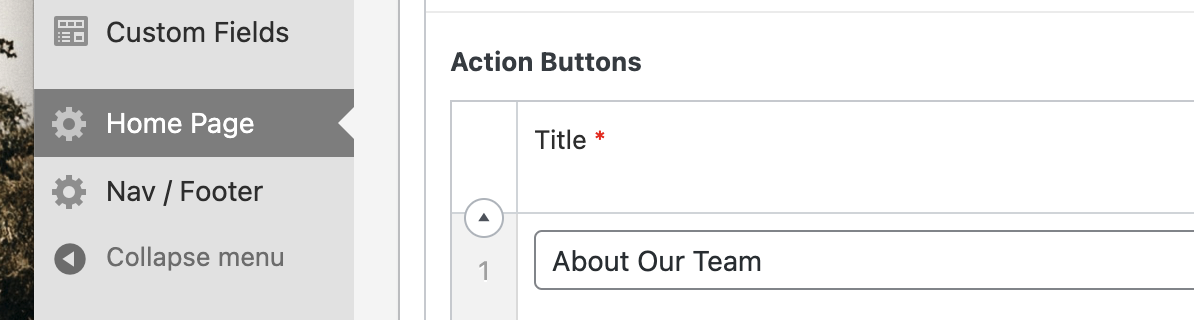 Custom Fields
Home Page
Nav / Footer
Collapse menu
Action Buttons
Title *
1
About Our Team